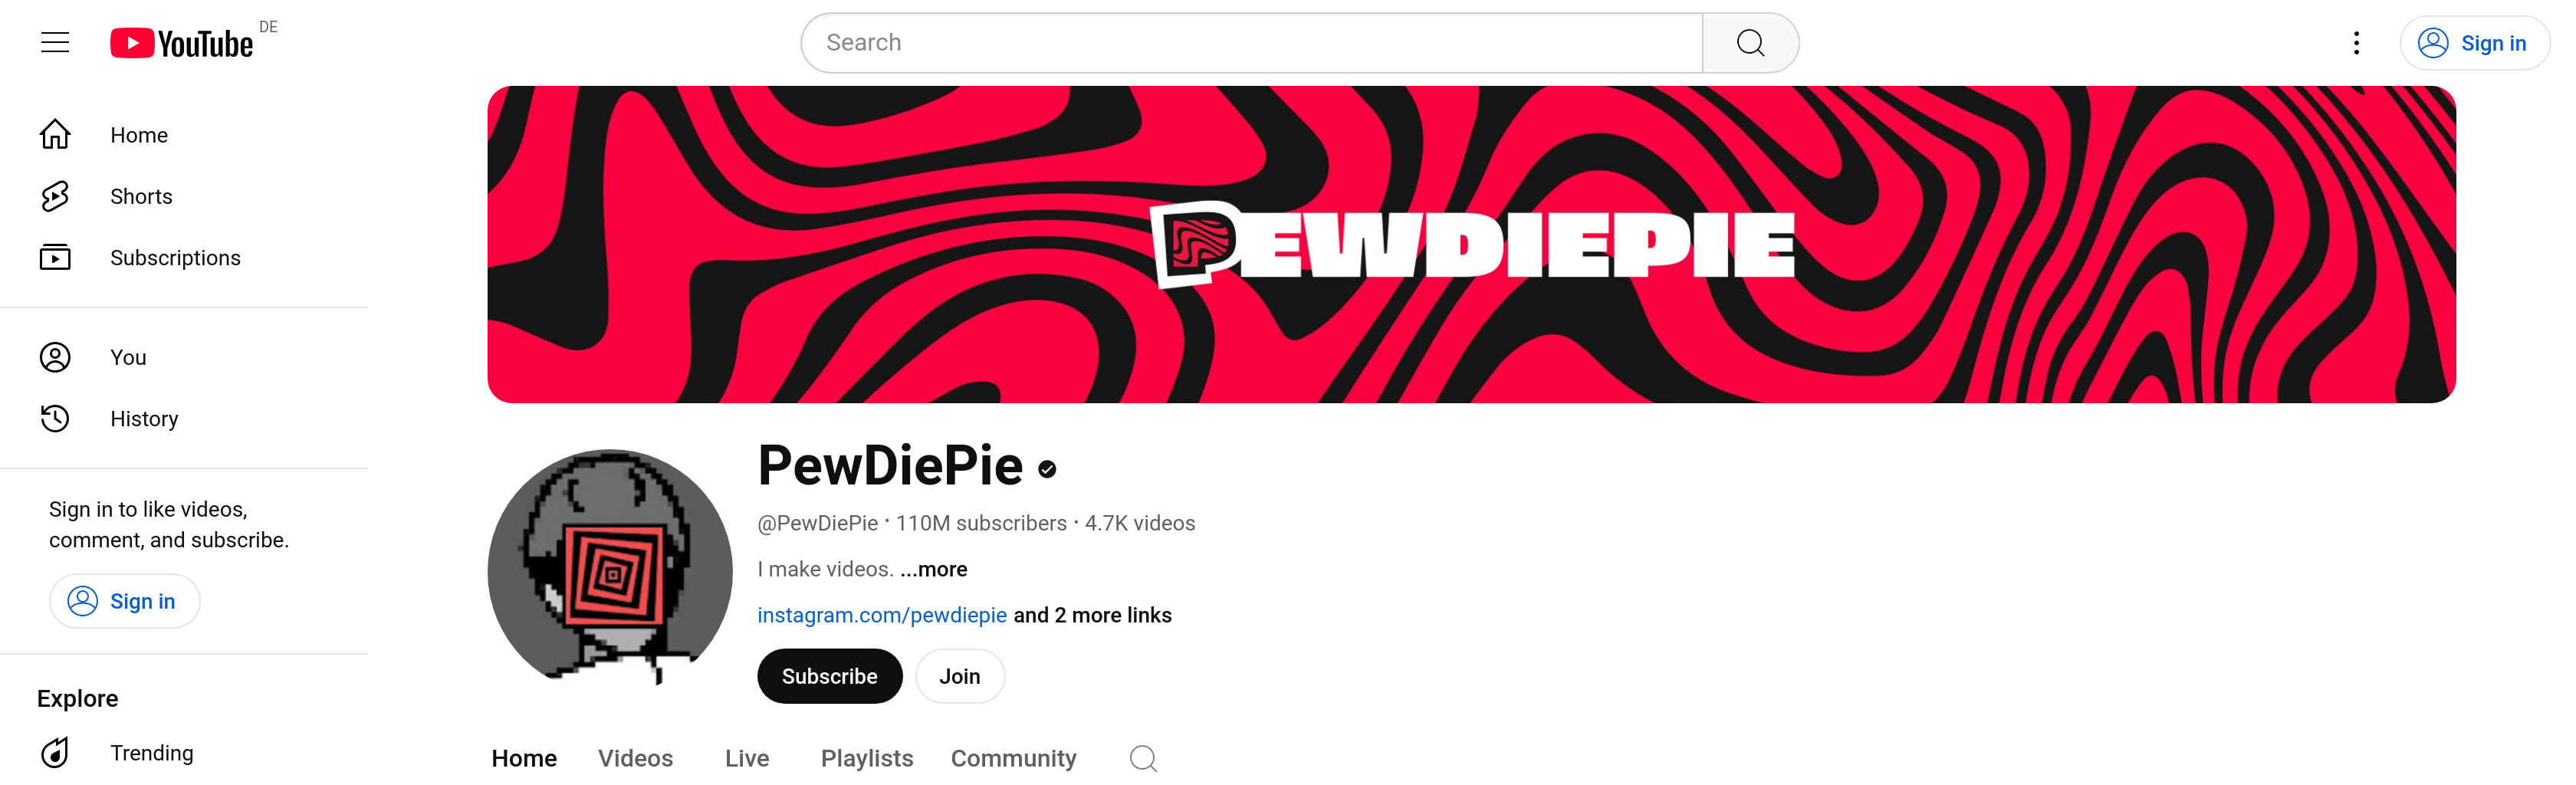 YouTube DE
Search
Sign in
Home
Shorts
Subscriptions
You
History
Sign in to like videos,
comment, and subscribe.
Sign in
Explore
Trending
PEWDIEPIE
PewDiePie
@PewDiePie • 110M subscribers • 4.7K videos
I make videos. ...more
instagram.com/pewdiepie and 2 more links
Subscribe Join
Home Videos Live Playlists Community